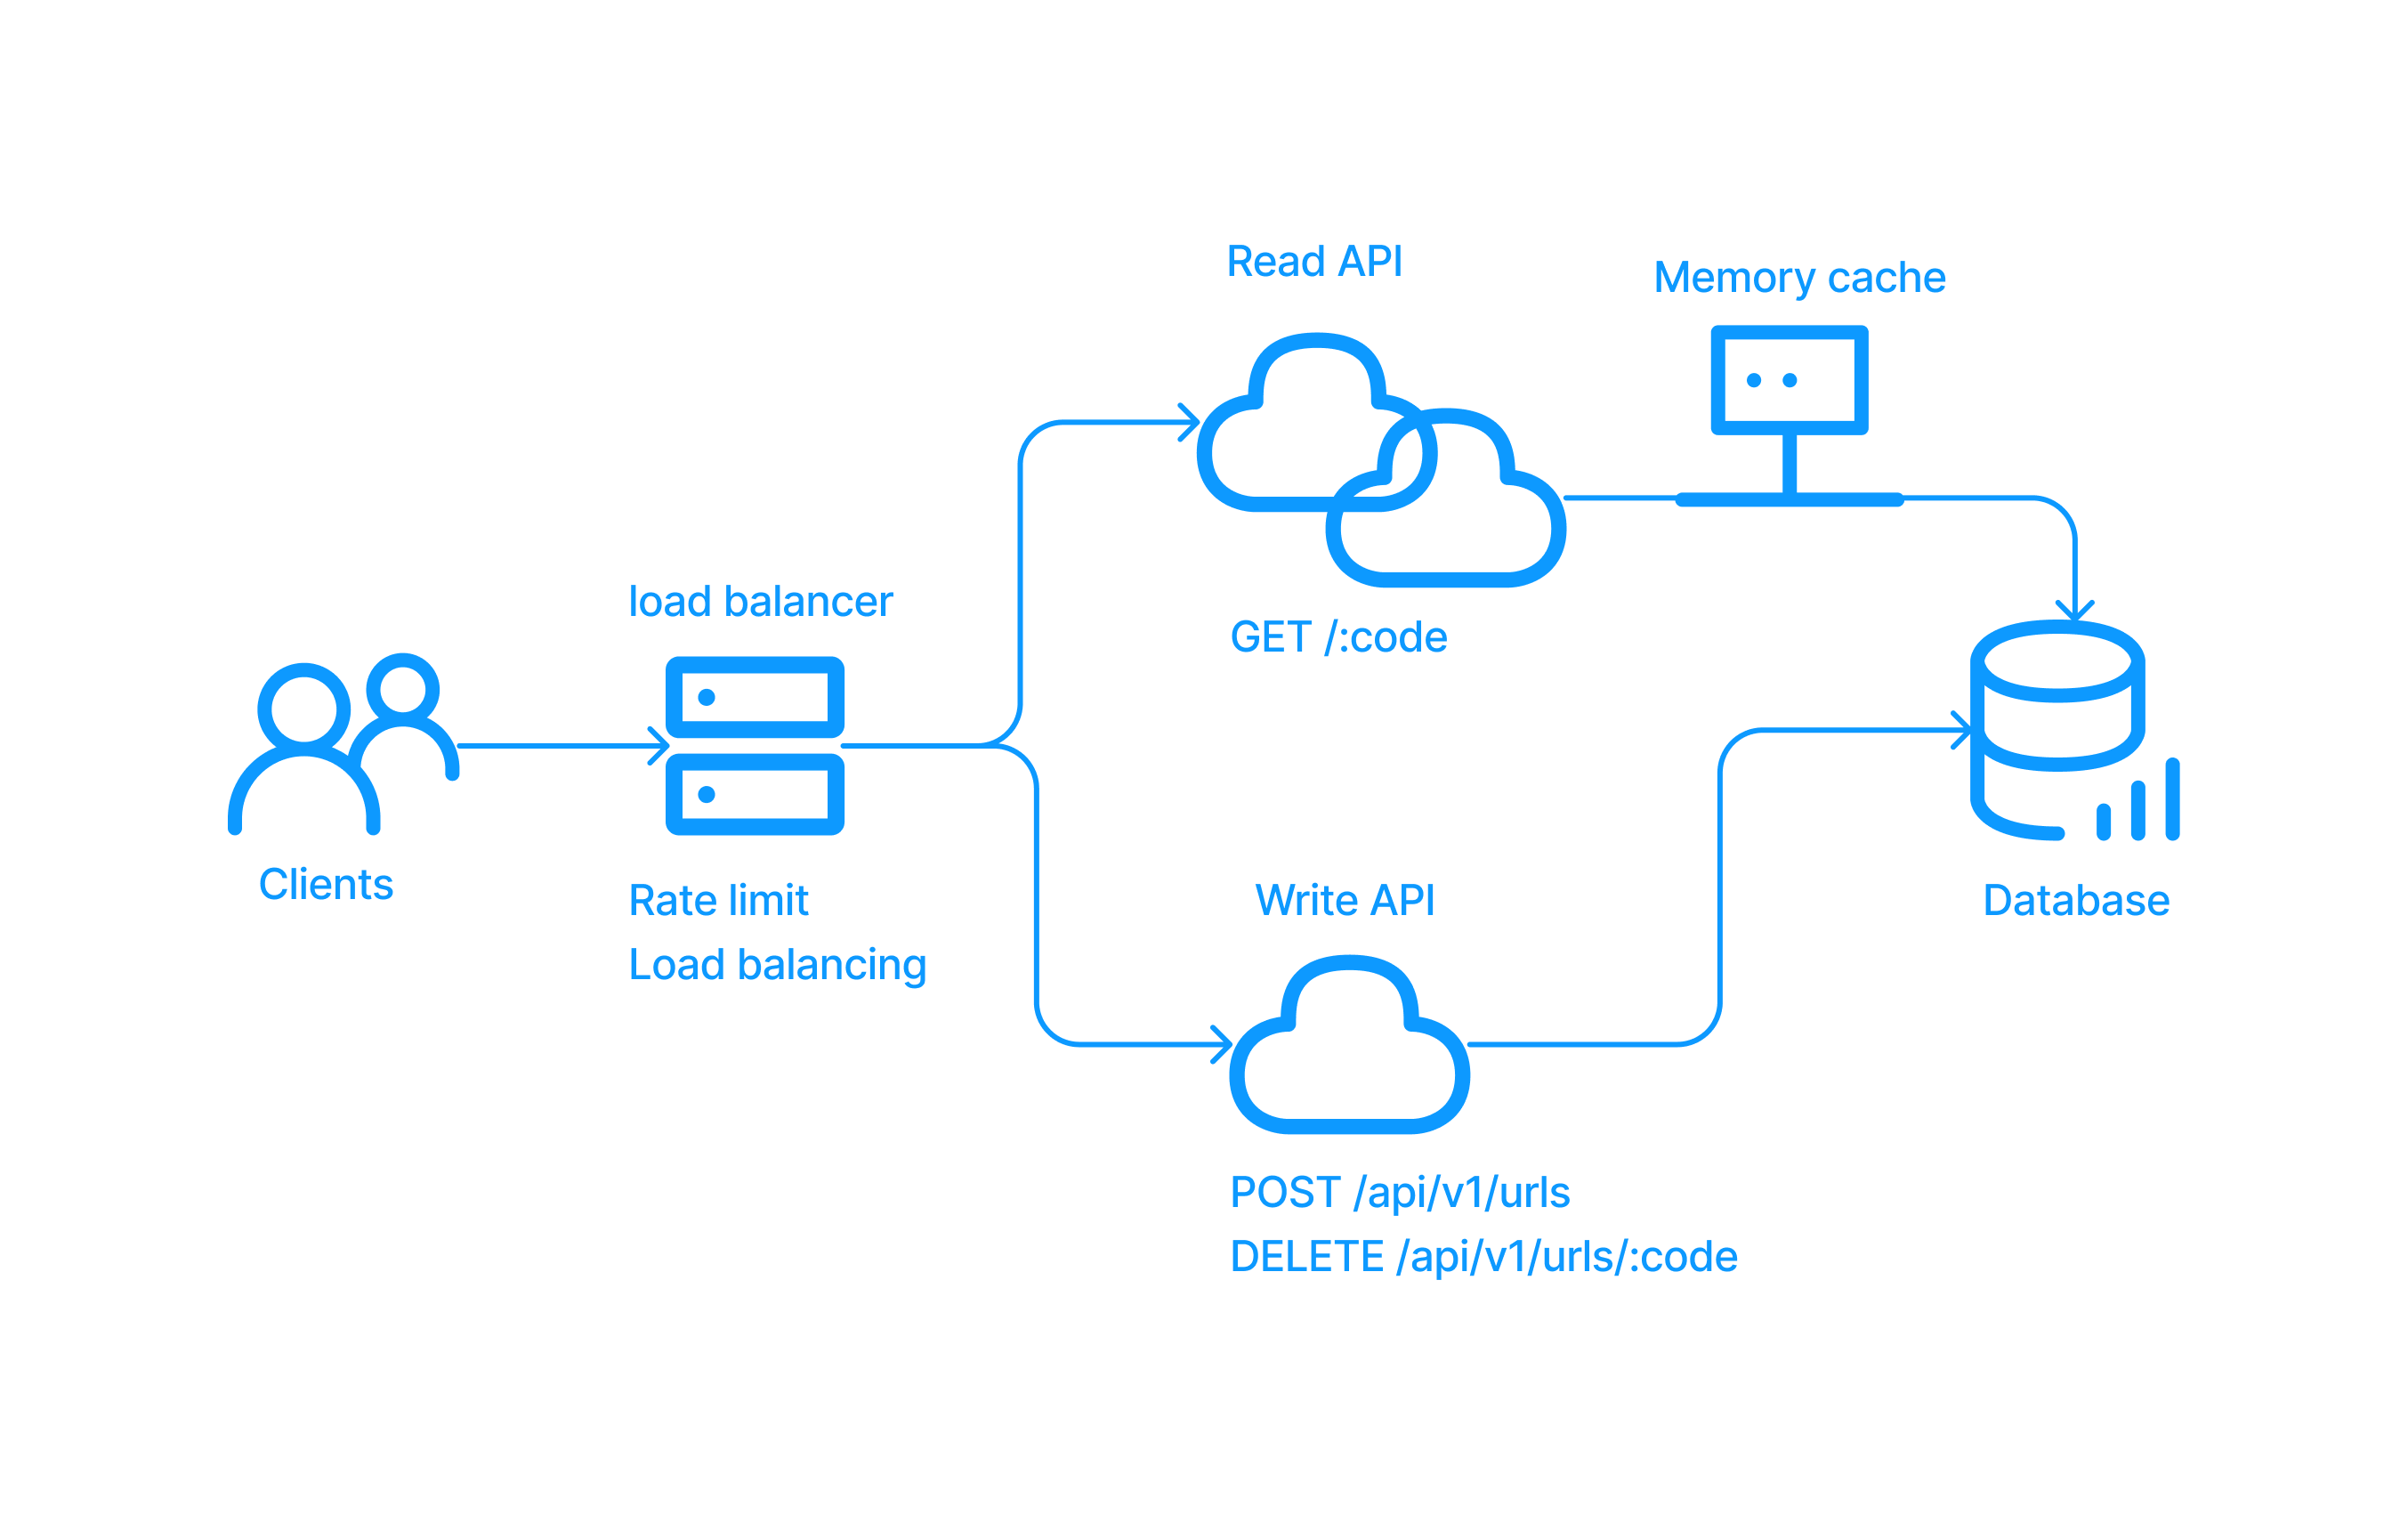 Read API
Memory cache
load balancer
GET /:code
Clients
Rate limit
Load balancing
Write API
Database
POST /api/v1/urls
DELETE /api/v1/urls/:code